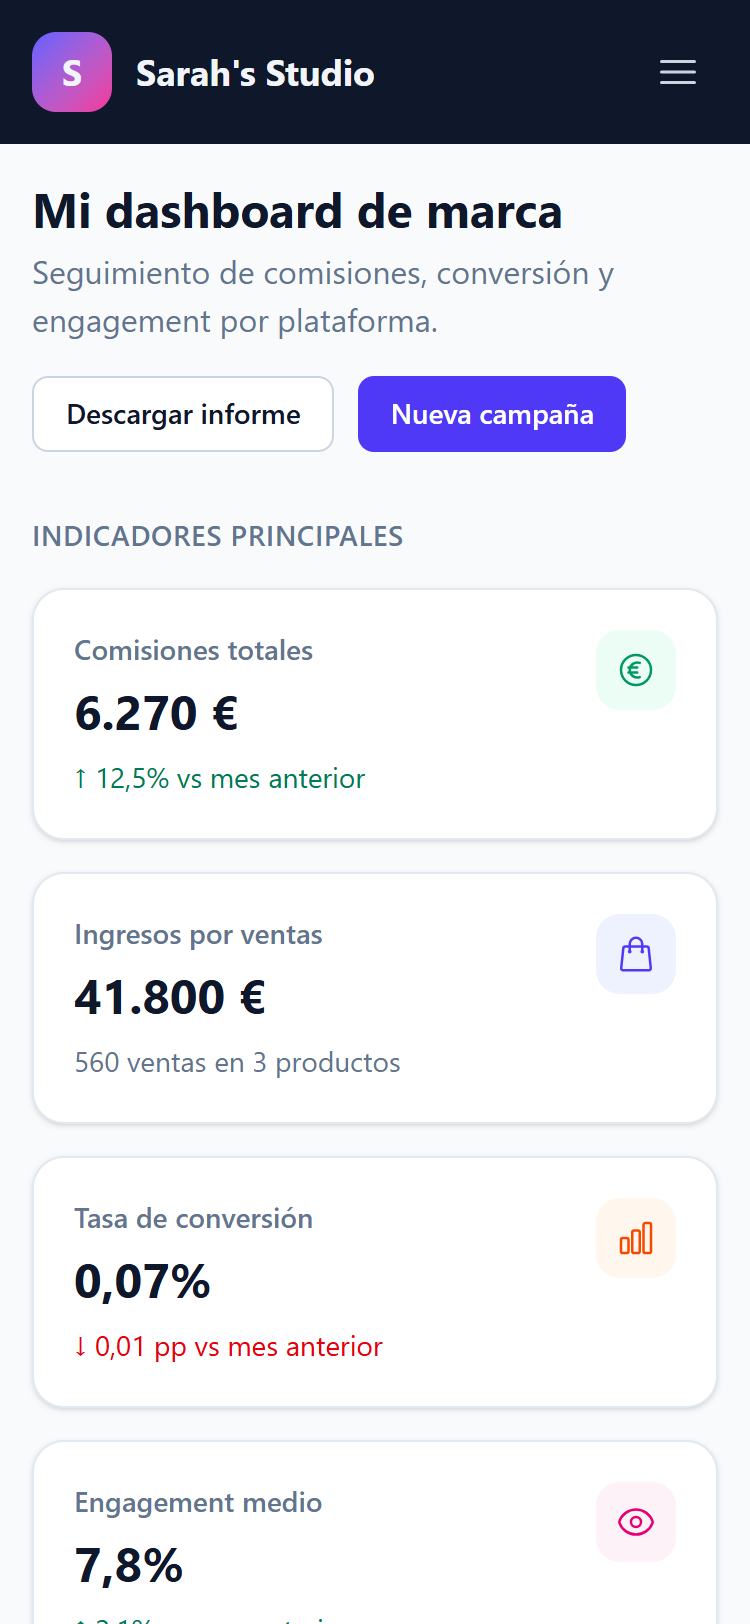 S
Sarah's Studio
Mi dashboard de marca
Seguimiento de comisiones, conversión y
engagement por plataforma.
Descargar informe
Nueva campaña
INDICADORES PRINCIPALES
Comisiones totales
6.270 €
↑ 12,5% vs mes anterior
Ingresos por ventas
41.800 €
560 ventas en 3 productos
Tasa de conversión
0,07%
↓ 0,01 pp vs mes anterior
Engagement medio
7,8%